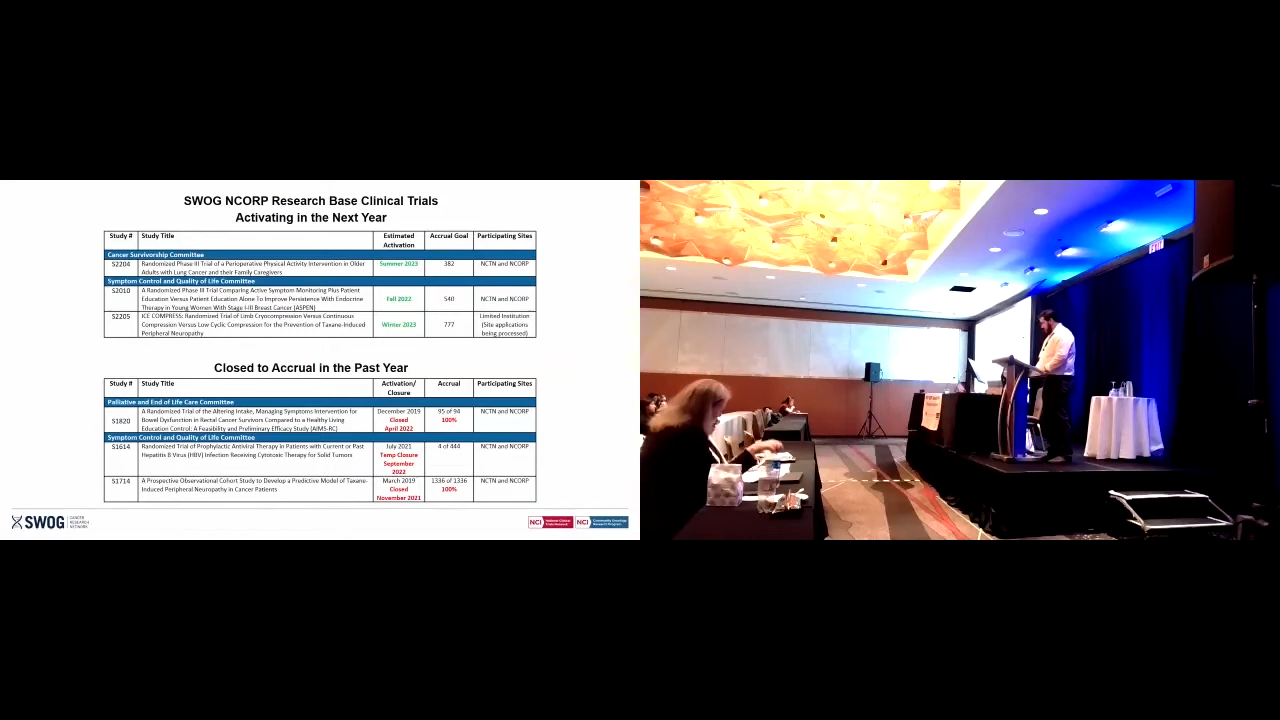 SWOG NCORP Research Base Clinical Trials
Activating in the Next Year
Study # Study Title Estimated Activation Accrual Goal Participating Sites
Cancer Survivorship Committee
S2204 Randomized Phase III Trial of a Perioperative Physical Activity Intervention in Older Summer 2023 382 NCTN and NCORP
Adults with Lung Cancer and their Family Caregivers
Symptom Control and Quality of Life Committee
S2010 A Randomized Phase III Trial Comparing Active Symptom Monitoring Plus Patient
Education Versus Patient Education Alone To Improve Persistence With Endocrine Fall 2022 540 NCTN and NCORP
Therapy in Young Women With Stage I-III Breast Cancer (ASPEN)
S2205 ICE COMPRESS: Randomized Trial of Limb Cryocompression Versus Continuous Limited Institution
Compression Versus Low Cyclic Compression for the Prevention of Taxane-Induced Winter 2023 777 (Site applications
Peripheral Neuropathy being processed)
Closed to Accrual in the Past Year
Study # Study Title Activation/ Accrual Participating Sites
Closure
Palliative and End of Life Care Committee
A Randomized Trial of the Altering Intake, Managing Symptoms Intervention for December 2019 95 of 94 NCTN and NCORP
S1820 Bowel Dysfunction in Rectal Cancer Survivors Compared to a Healthy Living Closed 100%
Education Control: A Feasibility and Preliminary Efficacy Study (AIMS-RC) April 2022
Symptom Control and Quality of Life Committee
S1614 Randomized Trial of Prophylactic Antiviral Therapy in Patients with Current or Past July 2021 4 of 444 NCTN and NCORP
Hepatitis B Virus (HBV) Infection Receiving Cytotoxic Therapy for Solid Tumors Temp Closure
September
2022
S1714 A Prospective Observational Cohort Study to Develop a Predictive Model of Taxane- March 2019 1336 of 1336 NCTN and NCORP
Induced Peripheral Neuropathy in Cancer Patients Closed 100%
November 2021
SWOG CANCER RESEARCH NETWORK
NCI National Clinical Trials Network
NCI Community Oncology Research Program